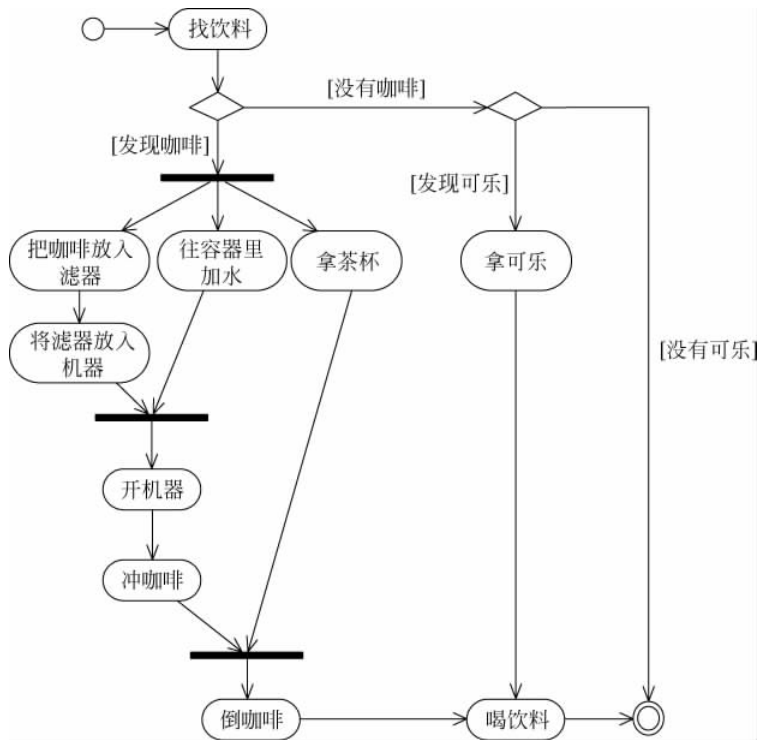 找饮料
[没有咖啡]
[发现咖啡]
[发现可乐]
把咖啡放入
滤器
往容器里
加水
拿茶杯
拿可乐
将滤器放入
机器
[没有可乐]
开机器
冲咖啡
倒咖啡
喝饮料